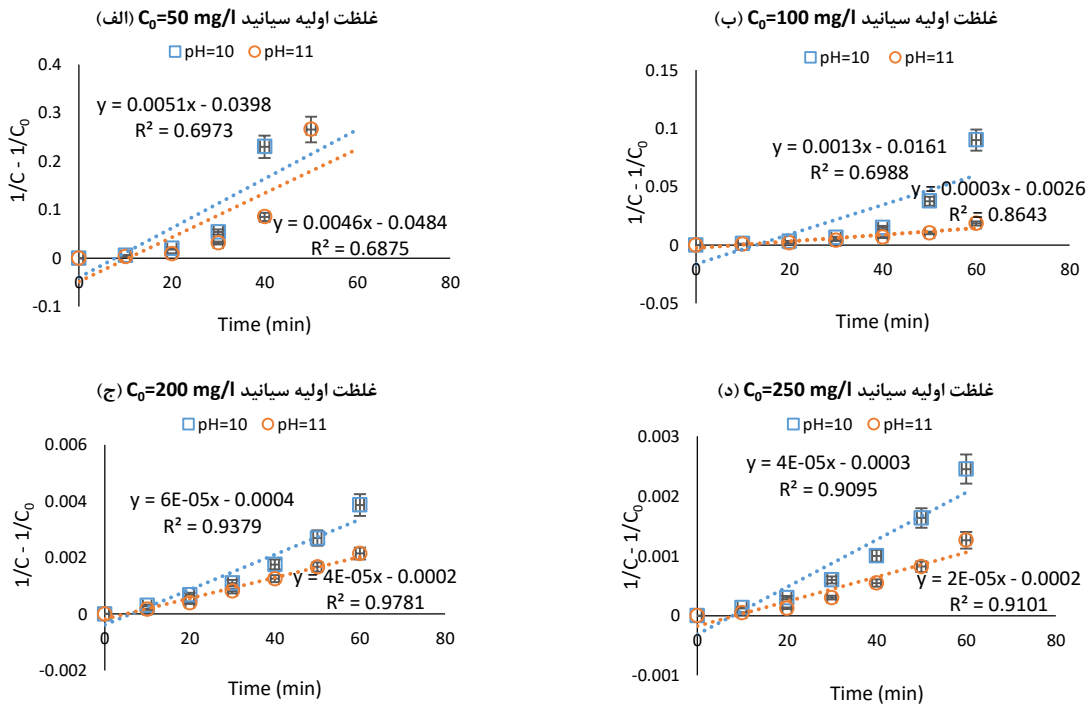 غلظت اولیه سیانید C₀=50 mg/l (الف)
pH=10 pH=11
0.4
0.3
0.2
0.1
0
-0.1
1/C - 1/C₀
y = 0.0051x - 0.0398
R² = 0.6973
y = 0.0046x - 0.0484
R² = 0.6875
0 20 40 60 80
Time (min)
غلظت اولیه سیانید C₀=100 mg/l (ب)
pH=10 pH=11
0.15
0.1
0.05
0
-0.05
1/C - 1/C₀
y = 0.0013x - 0.0161
R² = 0.6988
y = 0.0003x - 0.0026
R² = 0.8643
0 20 40 60 80
Time (min)
غلظت اولیه سیانید C₀=200 mg/l (ج)
pH=10 pH=11
0.006
0.004
0.002
0
-0.002
1/C - 1/C₀
y = 6E-05x - 0.0004
R² = 0.9379
y = 4E-05x - 0.0002
R² = 0.9781
0 20 40 60 80
Time (min)
غلظت اولیه سیانید C₀=250 mg/l (د)
pH=10 pH=11
0.003
0.002
0.001
0
-0.001
1/C - 1/C₀
y = 4E-05x - 0.0003
R² = 0.9095
y = 2E-05x - 0.0002
R² = 0.9101
0 20 40 60 80
Time (min)